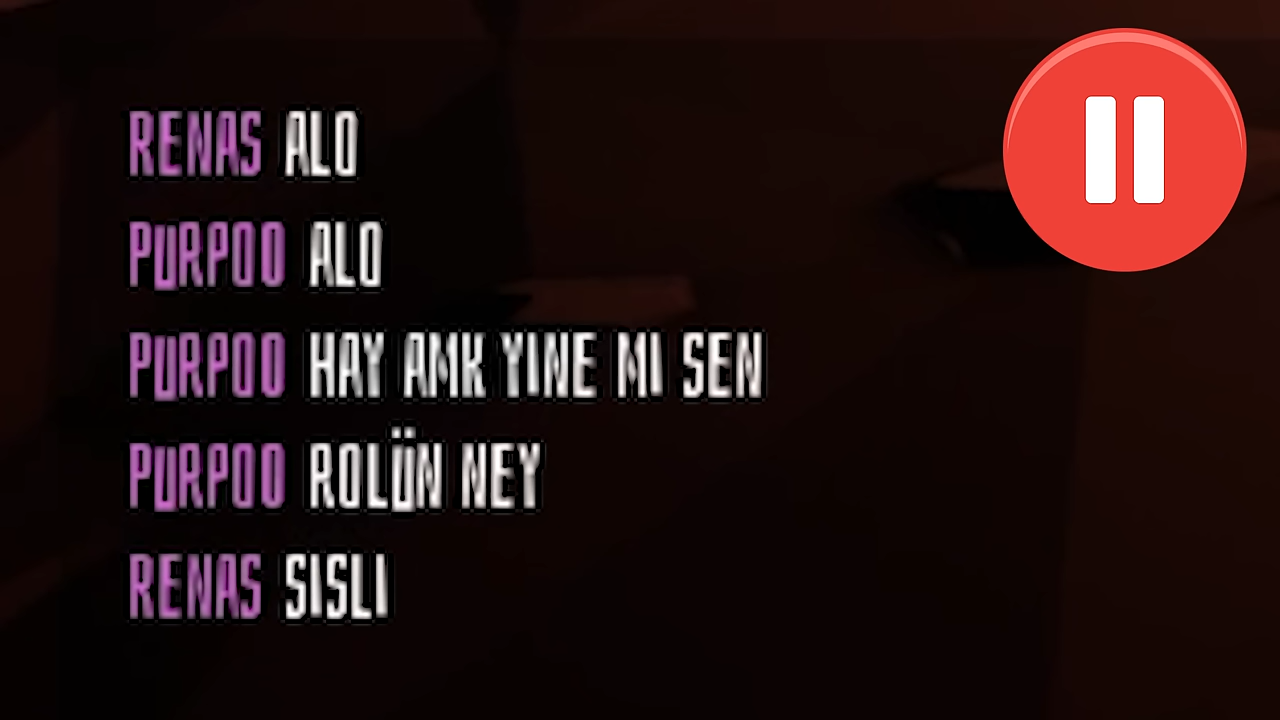 RENAS ALO
PURPOO ALO
PURPOO HAY AMK YINE MI SEN
PURPOO ROLÜN NEY
RENAS SISLI